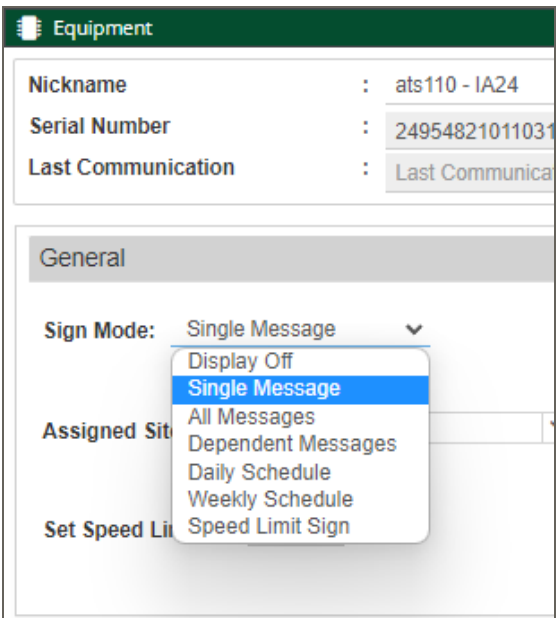 Equipment
Nickname : ats110 - IA24
Serial Number : 24954821011031
Last Communication : Last Communica
General
Sign Mode: Single Message
Display Off
Single Message
All Messages
Assigned Sit
Dependent Messages
Daily Schedule
Weekly Schedule
Set Speed Li
Speed Limit Sign